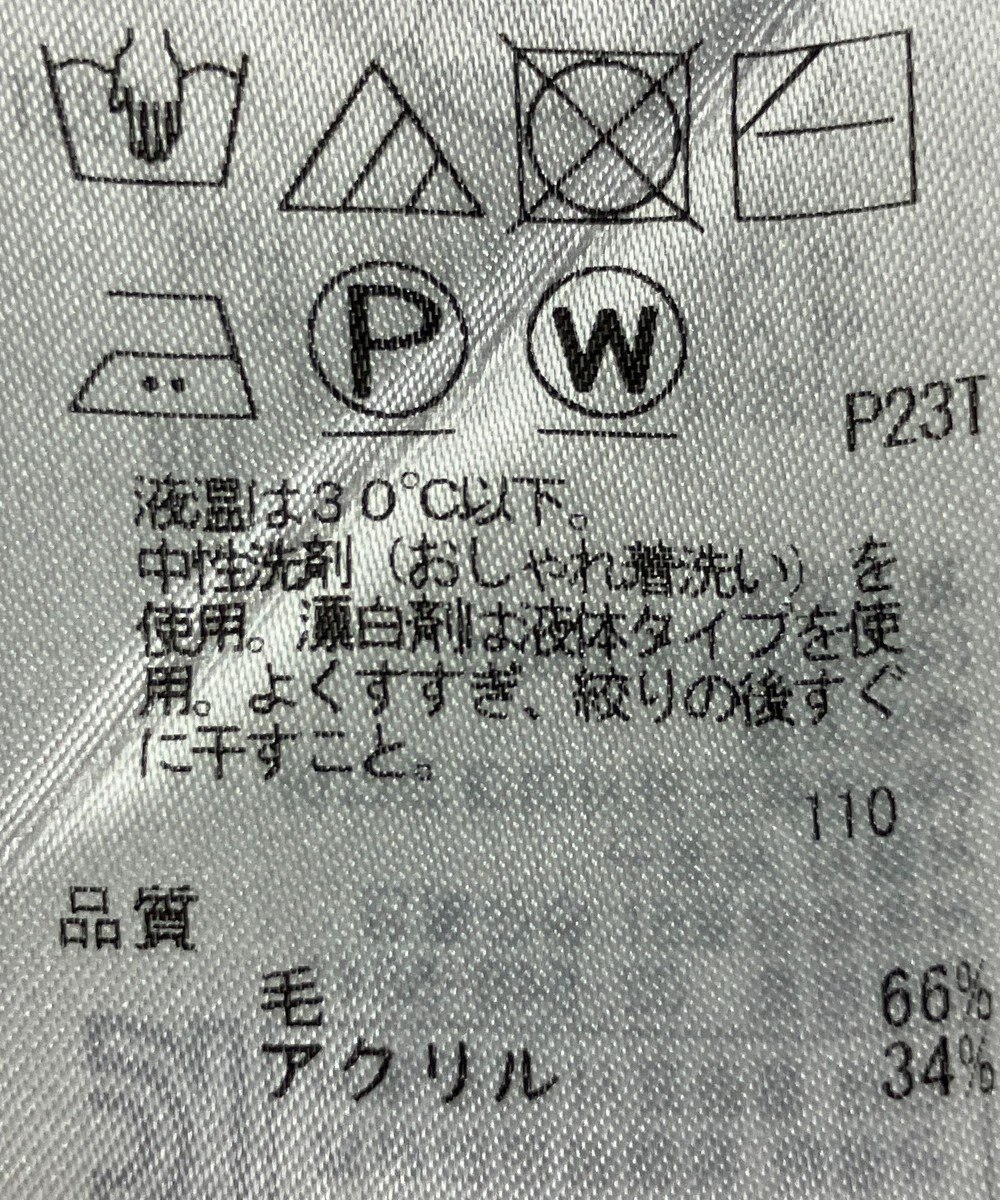 P W
P23T
液温は30℃以下。
中性洗剤（おしゃれ着洗い）を
使用。漂白剤は液体タイプを使
用。よくすすぎ、絞りの後すぐ
に干すこと。
110
品質
毛 66%
アクリル 34%